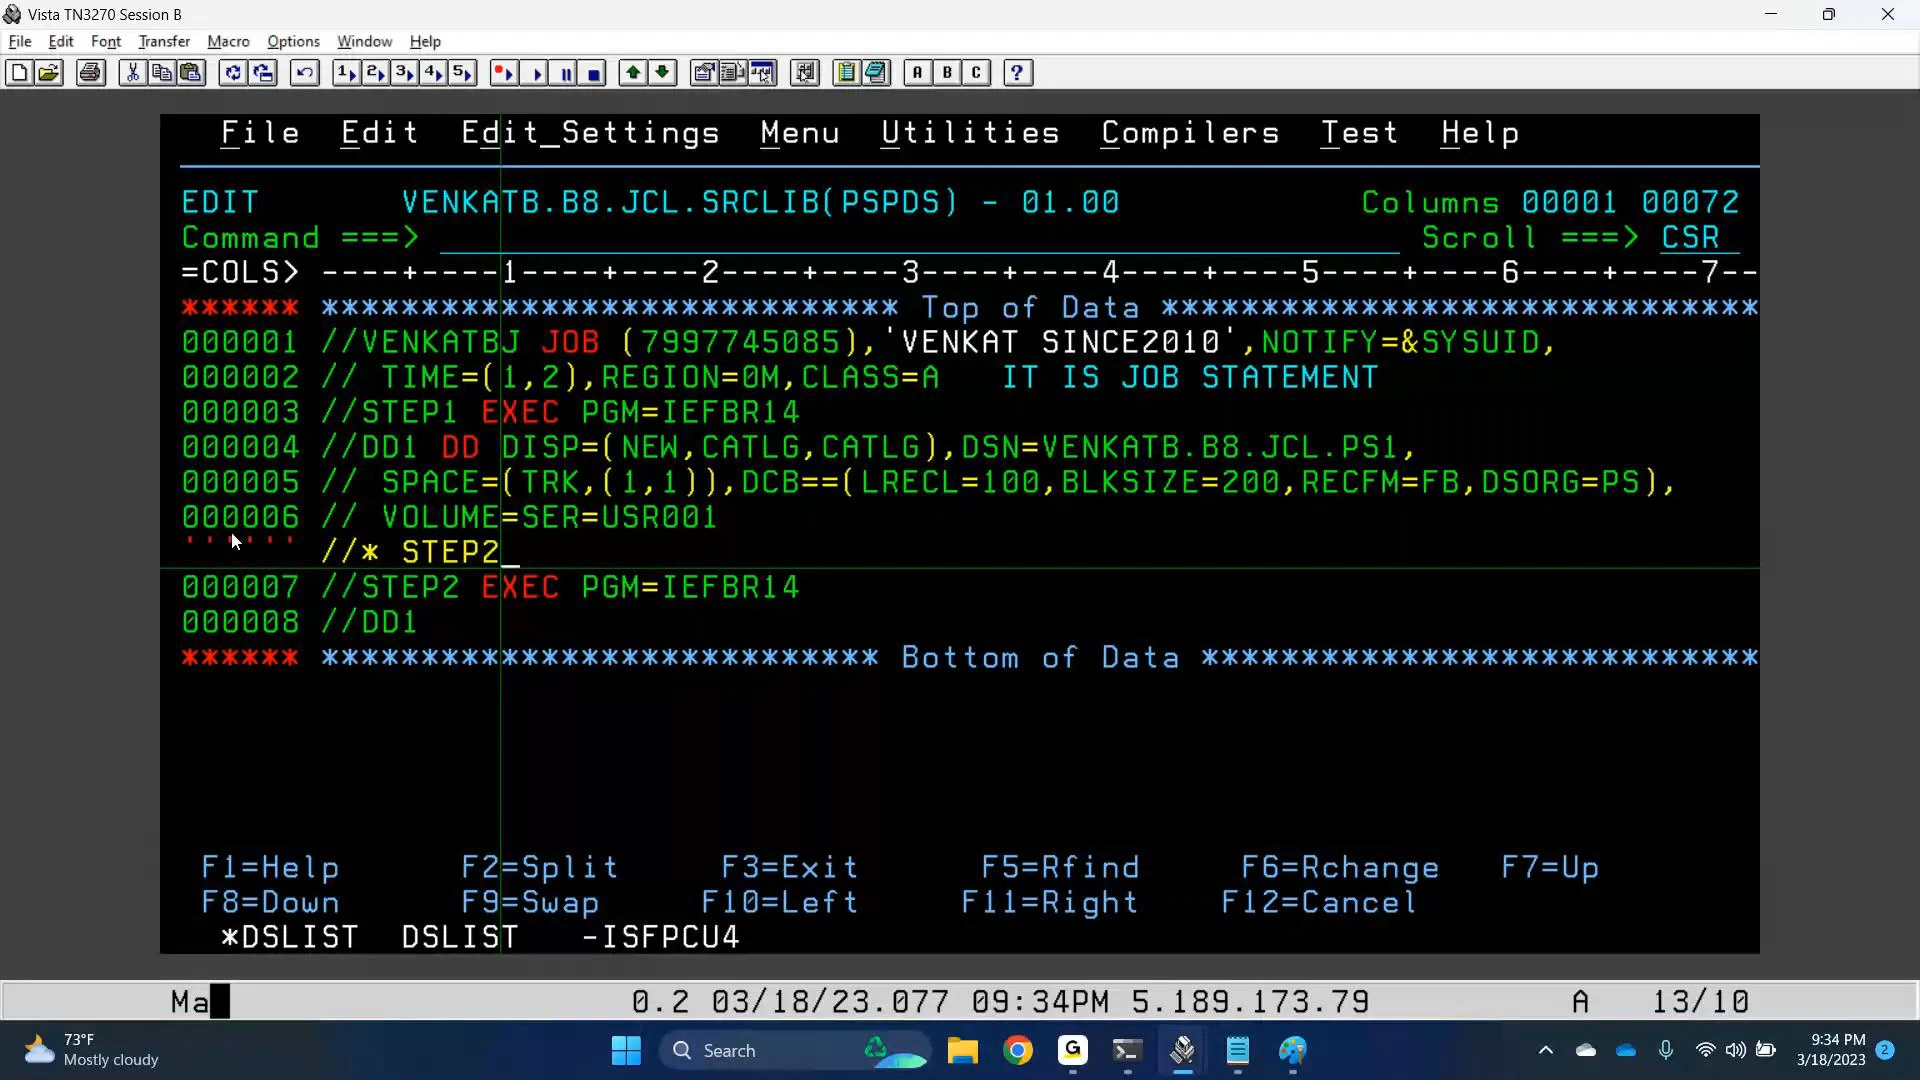 Vista TN3270 Session B
File Edit Font Transfer Macro Options Window Help
1 2 3 4 5 A B C ?
File Edit Edit_Settings Menu Utilities Compilers Test Help
EDIT VENKATB.B8.JCL.SRCLIB(PSPDS) - 01.00 Columns 00001 00072
Command ===> Scroll ===> CSR
=COLS> ----+----1----+----2----+----3----+----4----+----5----+----6----+----7--
****** ***************************** Top of Data ******************************
000001 //VENKATBJ JOB (7997745085),'VENKAT SINCE2010',NOTIFY=&SYSUID,
000002 // TIME=(1,2),REGION=0M,CLASS=A IT IS JOB STATEMENT
000003 //STEP1 EXEC PGM=IEFBR14
000004 //DD1 DD DISP=(NEW,CATLG,CATLG),DSN=VENKATB.B8.JCL.PS1,
000005 // SPACE=(TRK,(1,1)),DCB==(LRECL=100,BLKSIZE=200,RECFM=FB,DSORG=PS),
000006 // VOLUME=SER=USR001
'''''' //* STEP2_
000007 //STEP2 EXEC PGM=IEFBR14
000008 //DD1
****** **************************** Bottom of Data ****************************
F1=Help F2=Split F3=Exit F5=Rfind F6=Rchange F7=Up
F8=Down F9=Swap F10=Left F11=Right F12=Cancel
*DSLIST DSLIST -ISFPCU4
Ma 0.2 03/18/23.077 09:34PM 5.189.173.79 A 13/10
73°F
Mostly cloudy
Search
G
9:34 PM
3/18/2023
2